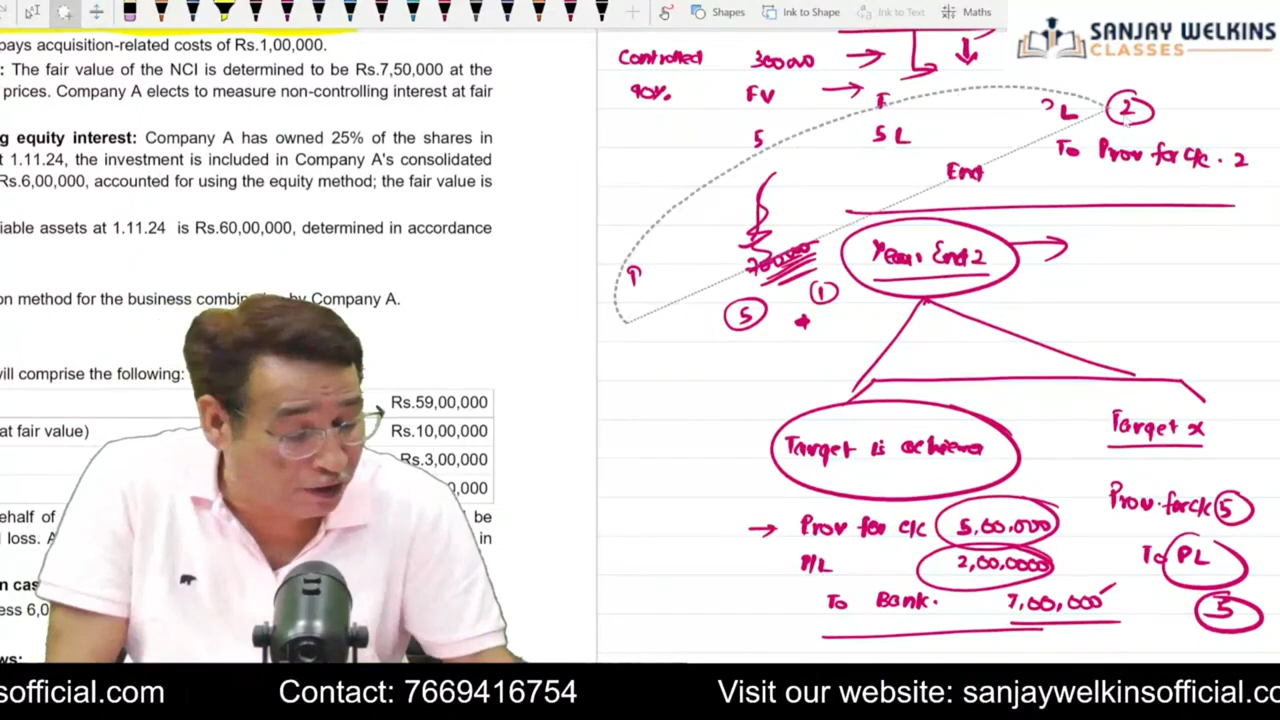 Shapes
Ink to Shape
Ink to Text
Maths
SANJAY WELKINS
CLASSES
pays acquisition-related costs of Rs.1,00,000.
: The fair value of the NCI is determined to be Rs.7,50,000 at the
prices. Company A elects to measure non-controlling interest at fair
g equity interest: Company A has owned 25% of the shares in
t 1.11.24, the investment is included in Company A's consolidated
Rs.6,00,000, accounted for using the equity method; the fair value is
iable assets at 1.11.24 is Rs.60,00,000, determined in accordance
on method for the business combin by Company A.
will comprise the following:
Rs.59,00,000
at fair value) Rs.10,00,000
Rs.3,00,000
,000
ehalf of be
l loss. A in
n cas
ess 6,0
ws:
Controlled 300000 →
90%. FV →
5 5 L
L 2
To Prov for c/c . 2
End
700000
5 1
Year End 2 →
Target is achieved
Target x
→ Prov for c/c 5,00,000
P/L 2,00,0000
To Bank. 7,00,000
Prov. for c/c 5
To PL
5
sofficial.com
Contact: 7669416754
Visit our website: sanjaywelkinsofficial.co